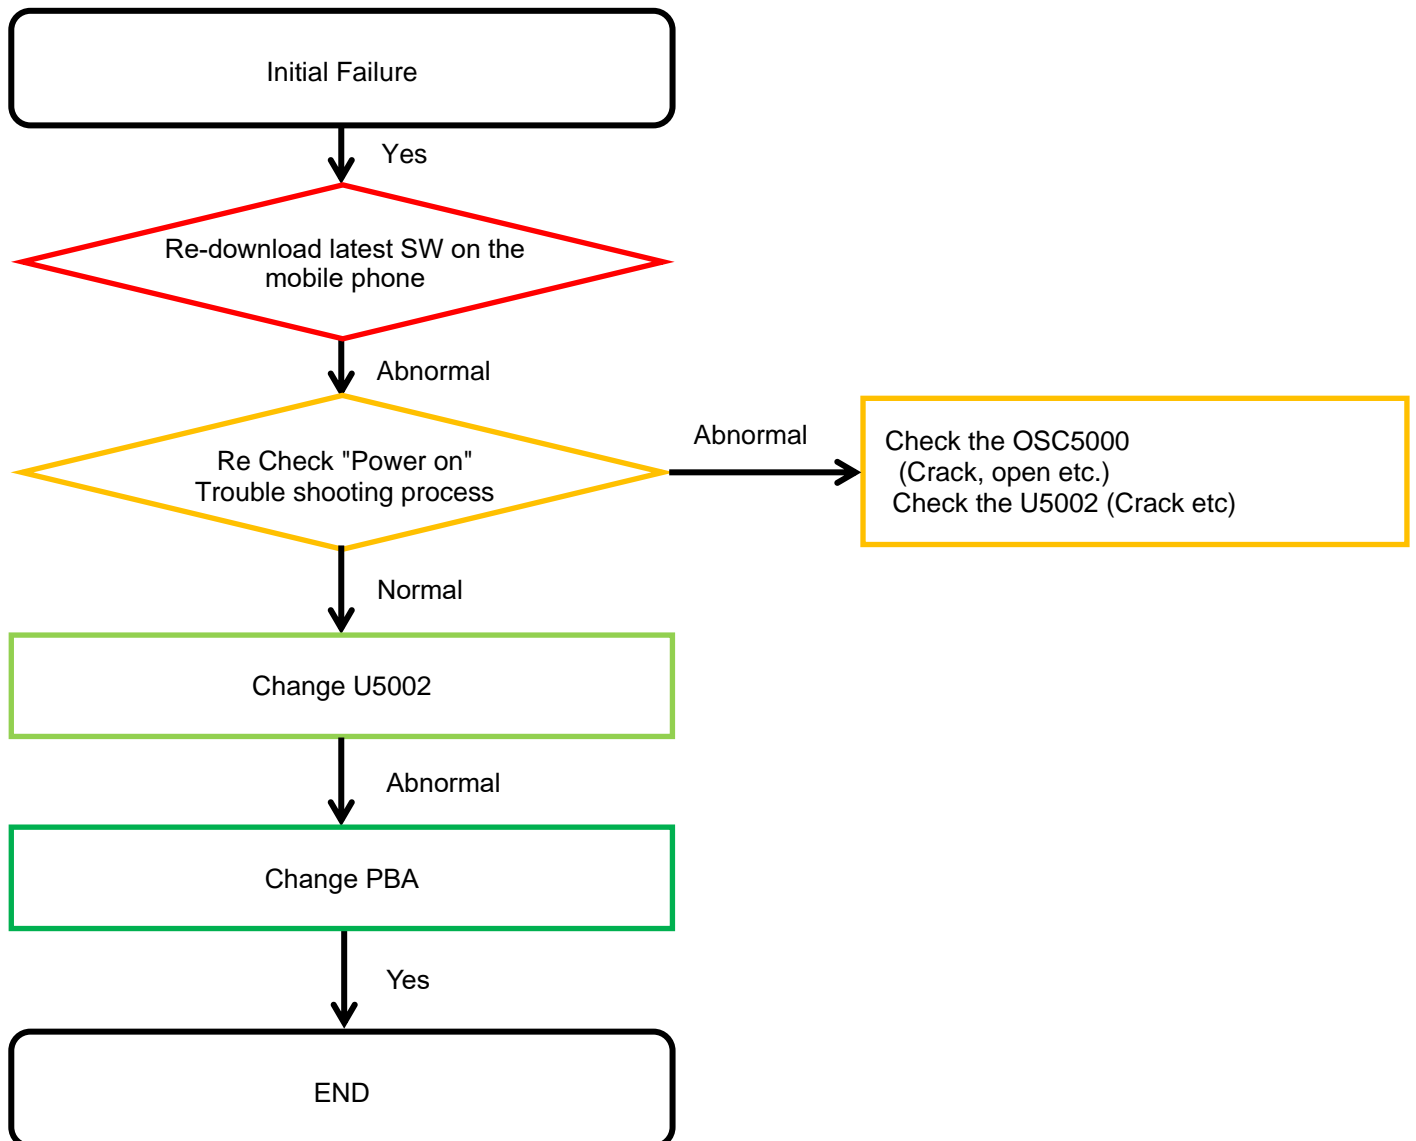 Initial Failure
Yes
Re-download latest SW on the
mobile phone
Abnormal
Re Check "Power on"
Trouble shooting process
Abnormal
Check the OSC5000
(Crack, open etc.)
Check the U5002 (Crack etc)
Normal
Change U5002
Abnormal
Change PBA
Yes
END